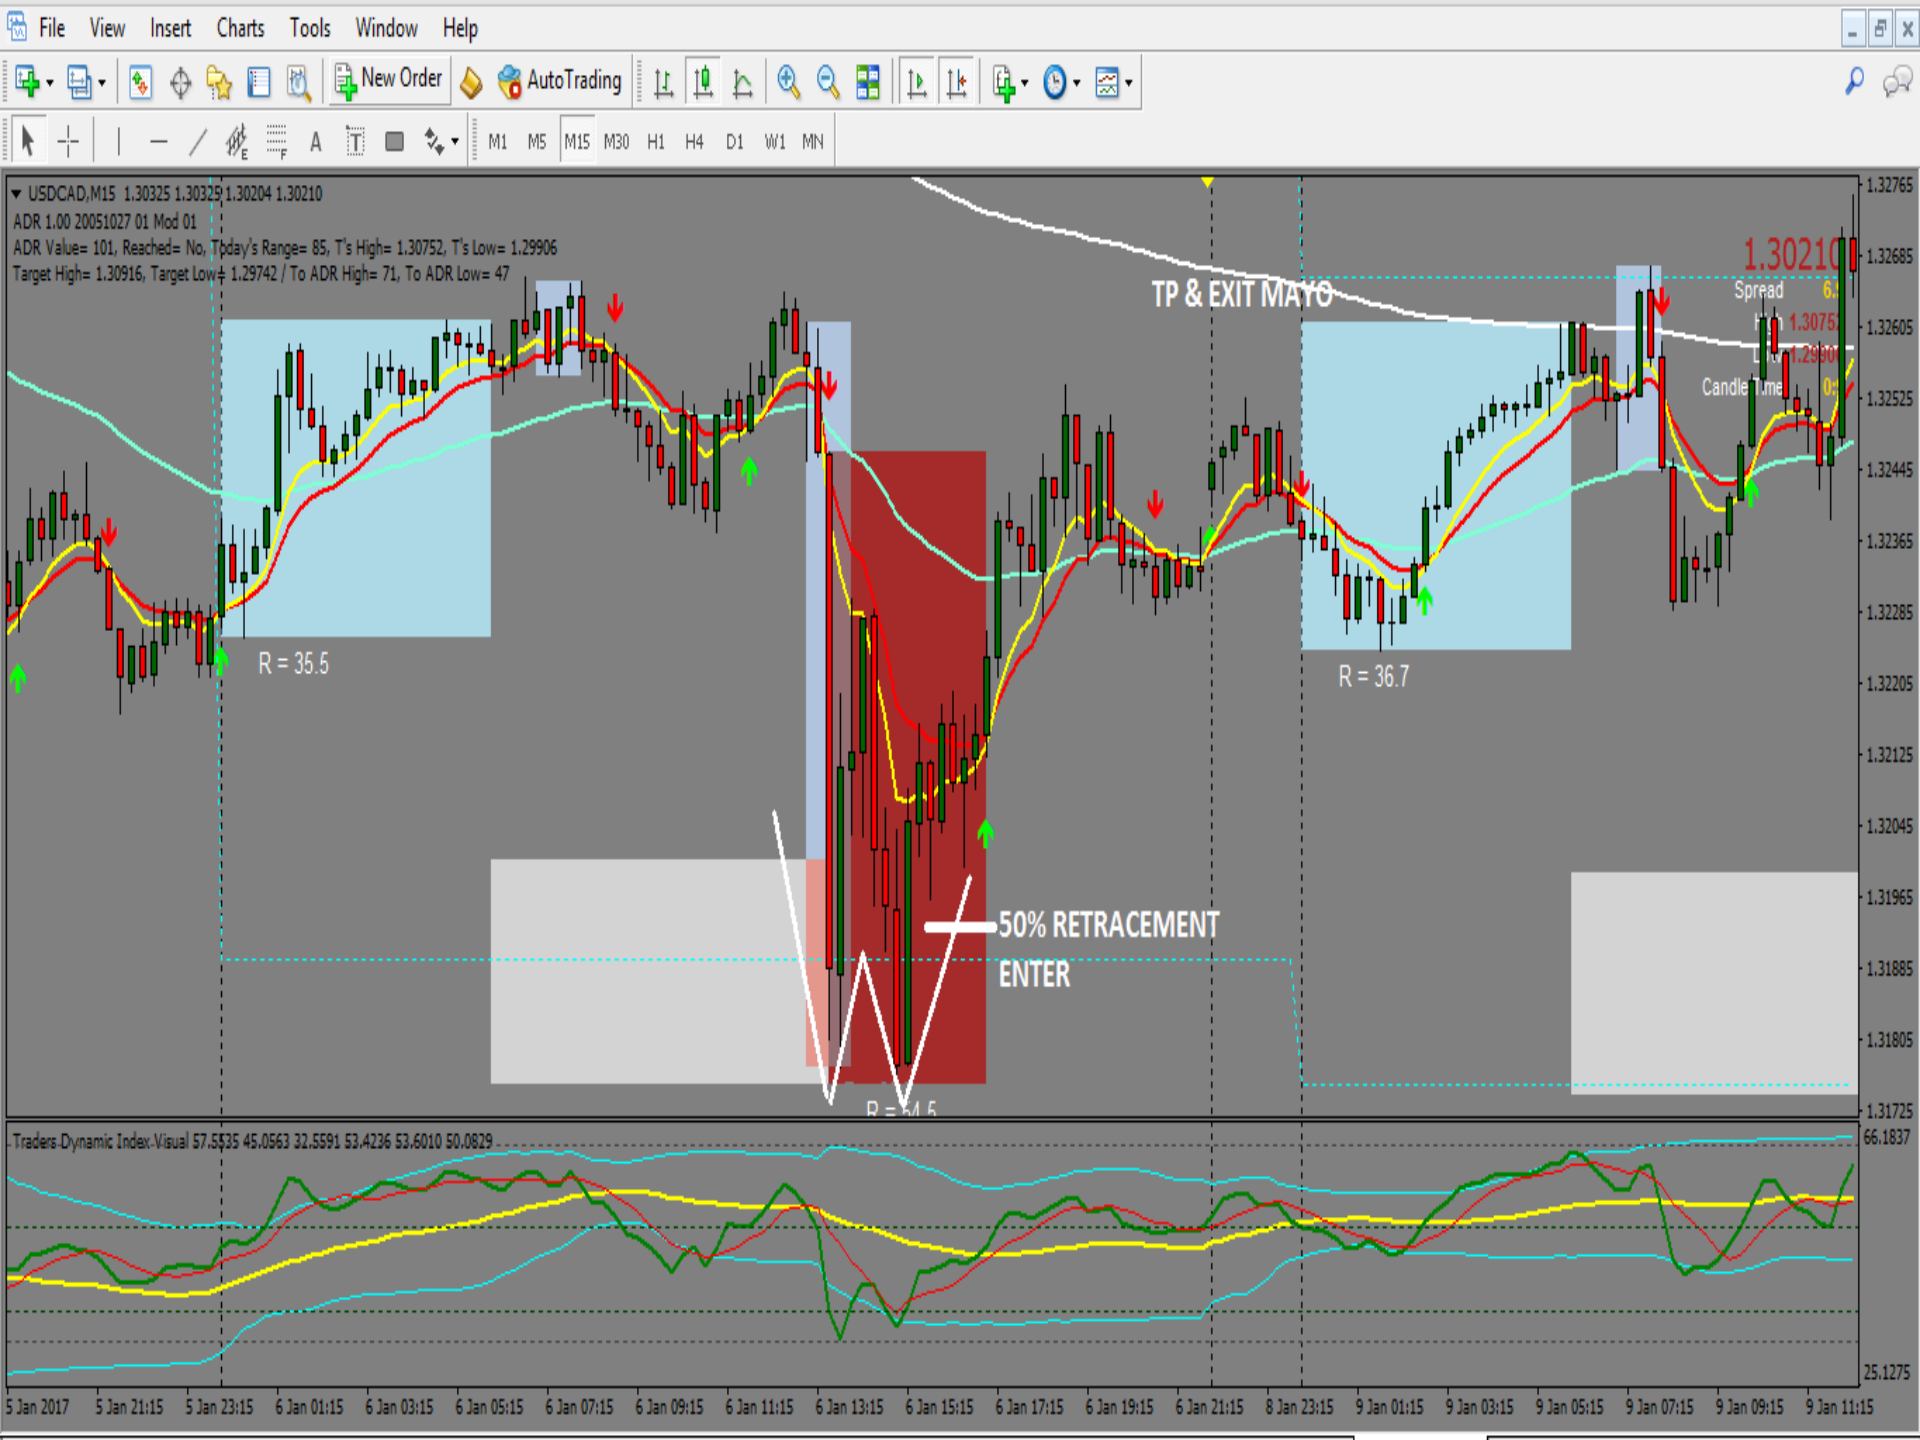 File View Insert Charts Tools Window Help
New Order AutoTrading
A T M1 M5 M15 M30 H1 H4 D1 W1 MN
USDCAD,M15 1.30325 1.30325 1.30204 1.30210
ADR 1.00 20051027 01 Mod 01
ADR Value= 101, Reached= No, Today's Range= 85, T's High= 1.30752, T's Low= 1.29906
Target High= 1.30916, Target Low= 1.29742 / To ADR High= 71, To ADR Low= 47
1.30210
Spread
1.30752
1.29906
Candle Time
TP & EXIT MAYO
R = 35.5
R = 36.7
50% RETRACEMENT
ENTER
1.32765
1.32685
1.32605
1.32525
1.32445
1.32365
1.32285
1.32205
1.32125
1.32045
1.31965
1.31885
1.31805
1.31725
Traders Dynamic Index Visual 57.5535 45.0563 32.5591 53.4236 53.6010 50.0829
66.1837
25.1275
5 Jan 2017 5 Jan 21:15 5 Jan 23:15 6 Jan 01:15 6 Jan 03:15 6 Jan 05:15 6 Jan 07:15 6 Jan 09:15 6 Jan 11:15 6 Jan 13:15 6 Jan 15:15 6 Jan 17:15 6 Jan 19:15 6 Jan 21:15 8 Jan 23:15 9 Jan 01:15 9 Jan 03:15 9 Jan 05:15 9 Jan 07:15 9 Jan 09:15 9 Jan 11:15